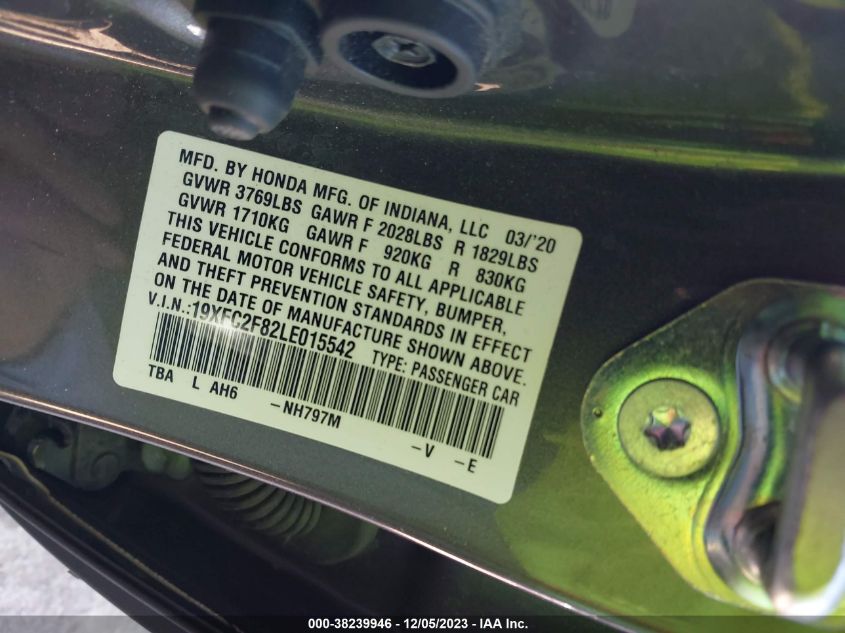 MFD. BY HONDA MFG. OF INDIANA, LLC 03/'20
GVWR 3769LBS GAWR F 2028LBS R 1829LBS
GVWR 1710KG GAWR F 920KG R 830KG
THIS VEHICLE CONFORMS TO ALL APPLICABLE
FEDERAL MOTOR VEHICLE SAFETY, BUMPER,
AND THEFT PREVENTION STANDARDS IN EFFECT
ON THE DATE OF MANUFACTURE SHOWN ABOVE.
V.I.N.: 19XFC2F82LE015542 TYPE: PASSENGER CAR
TBA L AH6 -NH797M -V -E
000-38239946 - 12/05/2023 - IAA Inc.